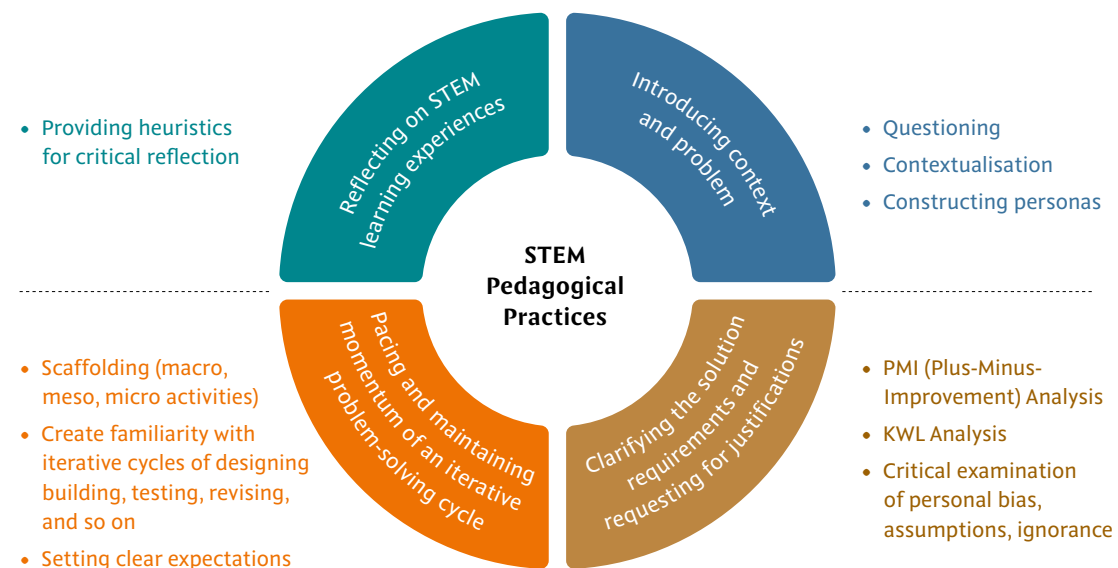 STEM
Pedagogical
Practices
Introducing context
and problem
• Questioning
• Contextualisation
• Constructing personas
Clarifying the solution
requirements and
requesting for justifications
• PMI (Plus-Minus-
Improvement) Analysis
• KWL Analysis
• Critical examination
of personal bias,
assumptions, ignorance
Pacing and maintaining
momentum of an iterative
problem-solving cycle
• Scaffolding (macro,
meso, micro activities)
• Create familiarity with
iterative cycles of designing
building, testing, revising,
and so on
• Setting clear expectations
Reflecting on STEM
learning experiences
• Providing heuristics
for critical reflection